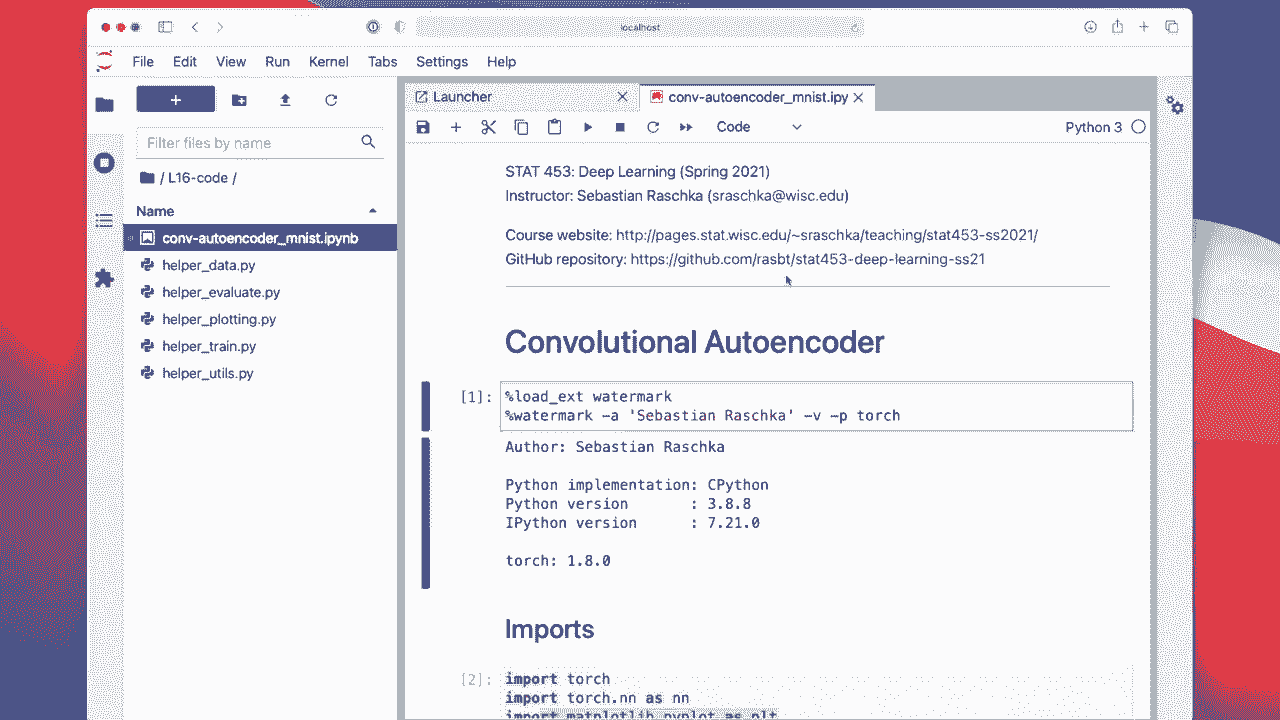 localhost
File Edit View Run Kernel Tabs Settings Help
Launcher
conv-autoencoder_mnist.ipy
Filter files by name
Code
Python 3
/ L16-code /
Name
conv-autoencoder_mnist.ipynb
helper_data.py
helper_evaluate.py
helper_plotting.py
helper_train.py
helper_utils.py
STAT 453: Deep Learning (Spring 2021)
Instructor: Sebastian Raschka (sraschka@wisc.edu)
Course website: http://pages.stat.wisc.edu/~sraschka/teaching/stat453-ss2021/
GitHub repository: https://github.com/rasbt/stat453-deep-learning-ss21
Convolutional Autoencoder
[1]: %load_ext watermark
%watermark -a 'Sebastian Raschka' -v -p torch
Author: Sebastian Raschka
Python implementation: CPython
Python version : 3.8.8
IPython version : 7.21.0
torch: 1.8.0
Imports
[2]: import torch
import torch.nn as nn
import matplotlib.pyplot as plt